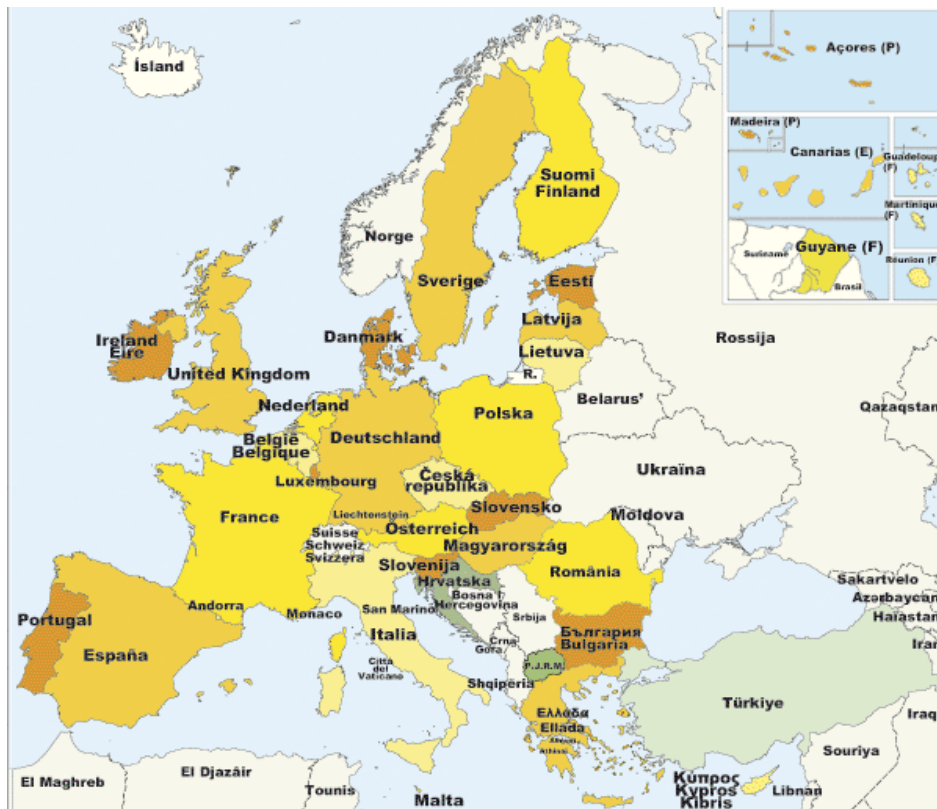 Ísland
Açores (P)
Madeira (P)
Canarias (E)
Guadeloup
(F)
Martinique
(F)
Guyane (F)
Suriname
Brasil
Réunion (F
Suomi
Finland
Norge
Sverige
Eesti
Latvija
Lietuva
R.
Danmark
Ireland
Éire
United Kingdom
Rossija
Belarus’
Qazaqstan
Nederland
Polska
België
Belgique
Deutschland
Luxembourg
Česká
republika
Ukraïna
Slovensko
Liechtenstein
France
Österreich
Moldova
Suisse
Schweiz
Svizzera
Magyarország
Slovenija
Hrvatska
România
Bosna i
Hercegovina
Sakartvelo
Azərbaycan
Haïastan
Andorra
Monaco
San Marino
Srbija
Portugal
España
Italia
Città
del
Vaticano
Crna
Gora
България
Bulgaria
P.J.R.M.
Shqipëria
Iran
Türkiye
Ελλάδα
Ellada
Iraq
Souriya
El Maghreb
El Djazâir
Tounis
Malta
Κύπρος
Kypros
Kibris
Libnan